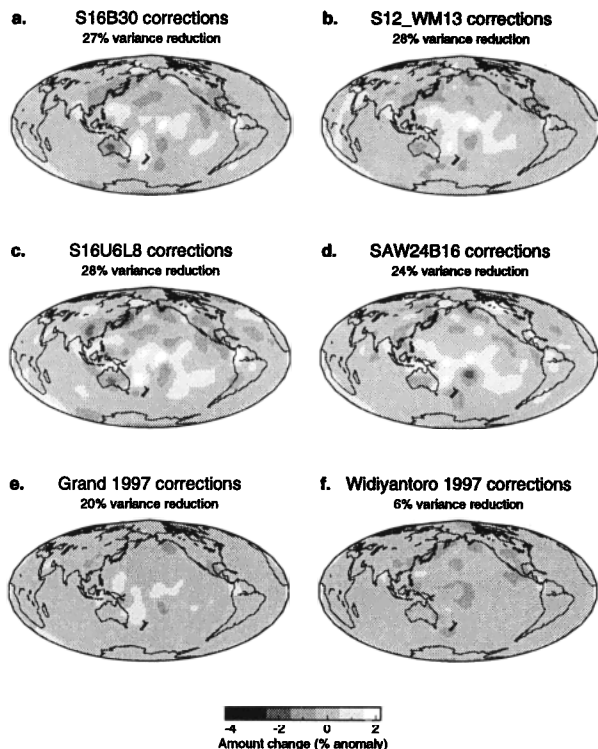 a. S16B30 corrections
27% variance reduction
b. S12_WM13 corrections
28% variance reduction
c. S16U6L8 corrections
28% variance reduction
d. SAW24B16 corrections
24% variance reduction
e. Grand 1997 corrections
20% variance reduction
f. Widiyantoro 1997 corrections
6% variance reduction
-4 -2 0 2
Amount change (% anomaly)